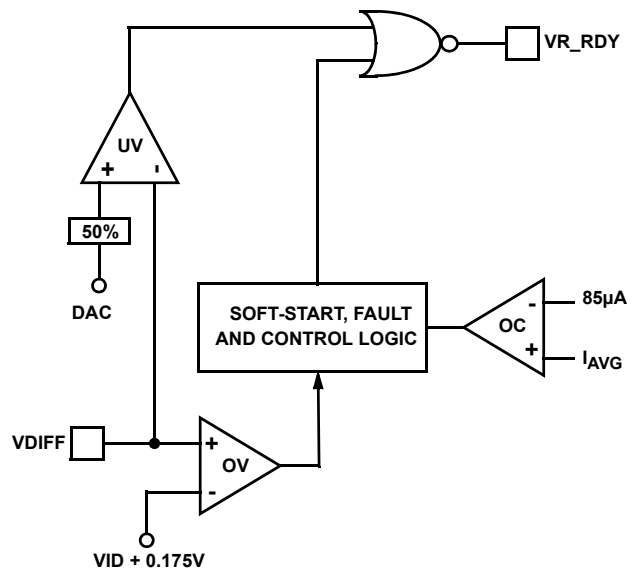 VR_RDY
UV
+ -
50%
DAC
SOFT-START, FAULT
AND CONTROL LOGIC
- 85µA
OC
+ IAVG
VDIFF
+
OV
-
VID + 0.175V